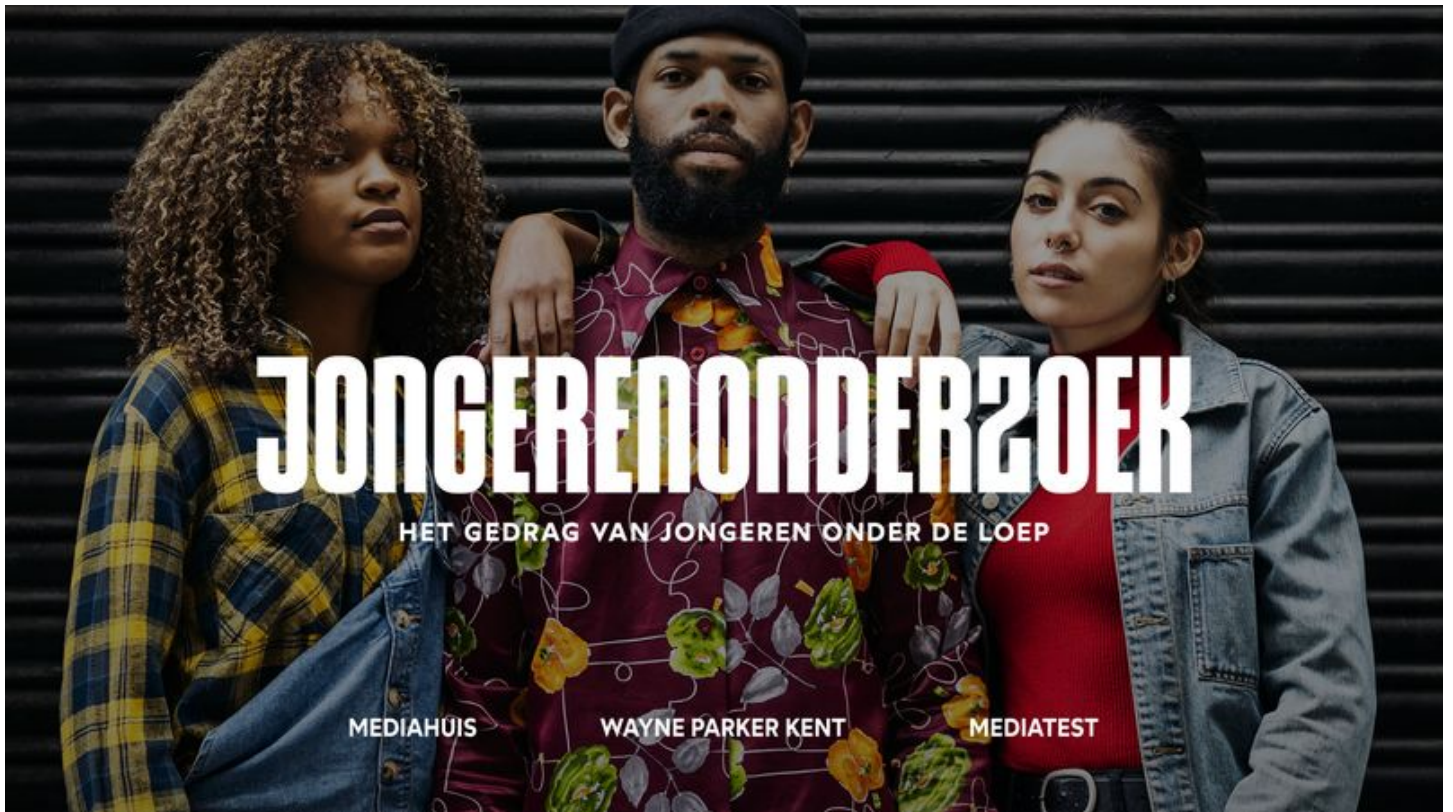 JONGERENONDERZOEK
HET GEDRAG VAN JONGEREN ONDER DE LOEP
MEDIAHUIS WAYNE PARKER KENT MEDIATEST